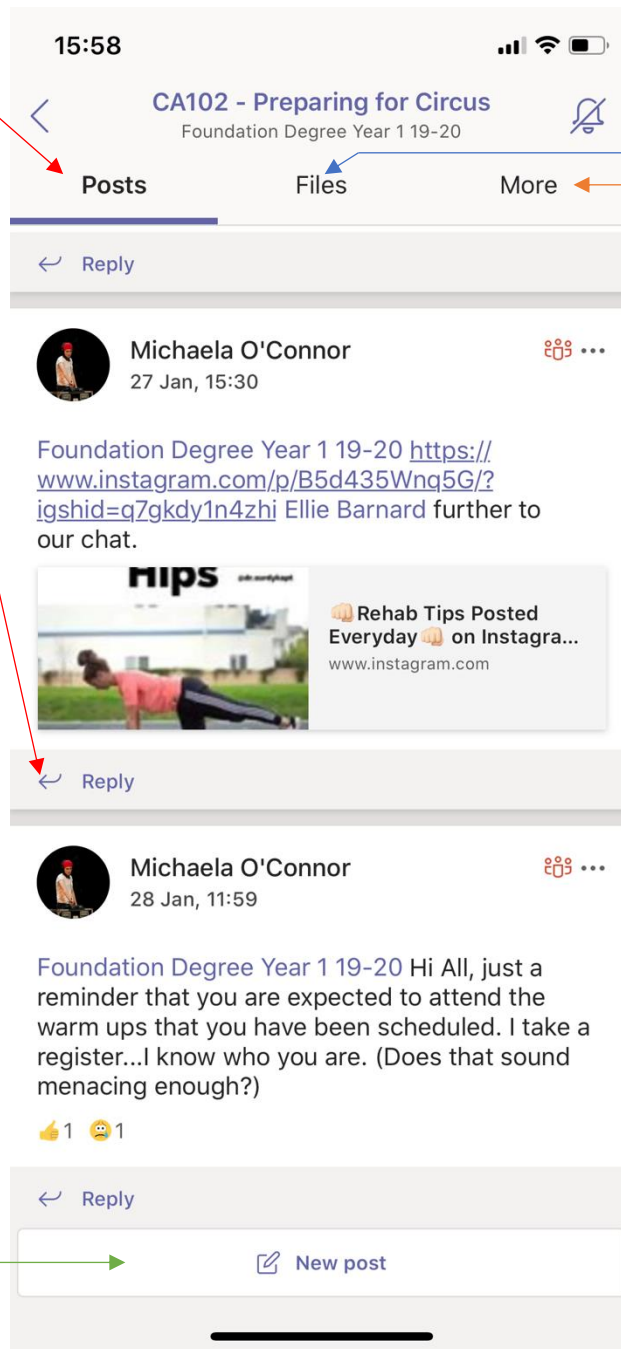 15:58
CA102 - Preparing for Circus
Foundation Degree Year 1 19-20
Posts Files More
Reply
Michaela O'Connor
27 Jan, 15:30
Foundation Degree Year 1 19-20 https://
www.instagram.com/p/B5d435Wnq5G/?
igshid=q7gkdy1n4zhi Ellie Barnard further to
our chat.
Hips
👊🏻Rehab Tips Posted
Everyday👊🏻 on Instagra...
www.instagram.com
Reply
Michaela O'Connor
28 Jan, 11:59
Foundation Degree Year 1 19-20 Hi All, just a
reminder that you are expected to attend the
warm ups that you have been scheduled. I take a
register...I know who you are. (Does that sound
menacing enough?)
👍1 😢1
Reply
New post